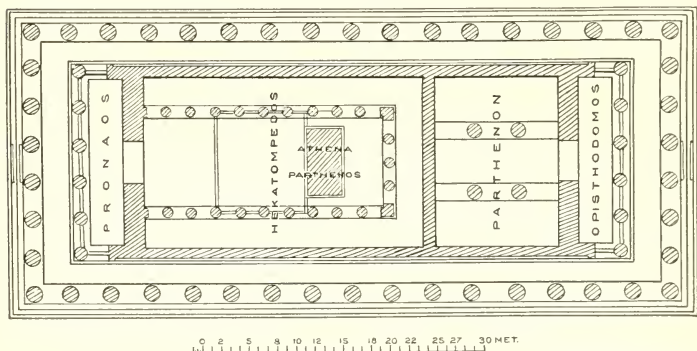 PRONAOS
HEKATOMPEDOS
ATHENA
PARTHENOS
PARTHENON
OPISTHODOMOS
0 2 5 8 10 12 15 18 20 22 25 27 30 MET.